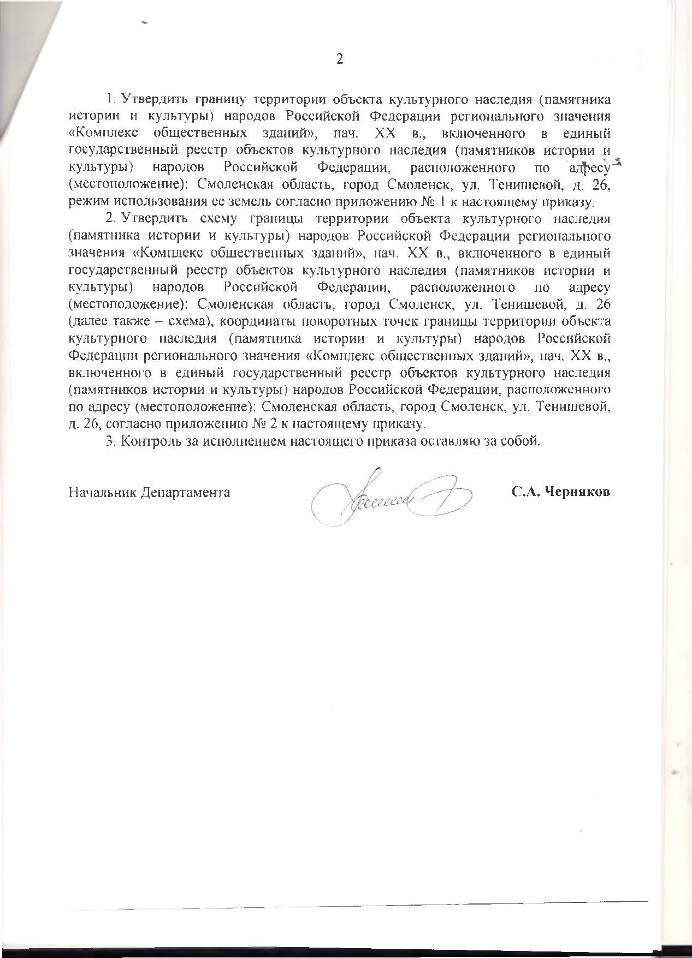 2
1. Утвердить границу территории объекта культурного наследия (памятника
истории и культуры) народов Российской Федерации регионального значения
«Комплекс общественных зданий», нач. XX в., включенного в единый
государственный реестр объектов культурного наследия (памятников истории и
культуры) народов Российской Федерации, расположенного по адресу
(местоположение): Смоленская область, город Смоленск, ул. Тенишевой, д. 26,
режим использования ее земель согласно приложению № 1 к настоящему приказу.
2. Утвердить схему границы территории объекта культурного наследия
(памятника истории и культуры) народов Российской Федерации регионального
значения «Комплекс общественных зданий», нач. XX в., включенного в единый
государственный реестр объектов культурного наследия (памятников истории и
культуры) народов Российской Федерации, расположенного по адресу
(местоположение): Смоленская область, город Смоленск, ул. Тенишевой, д. 26
(далее также – схема), координаты поворотных точек границы территории объекта
культурного наследия (памятника истории и культуры) народов Российской
Федерации регионального значения «Комплекс общественных зданий», нач. XX в.,
включенного в единый государственный реестр объектов культурного наследия
(памятников истории и культуры) народов Российской Федерации, расположенного
по адресу (местоположение): Смоленская область, город Смоленск, ул. Тенишевой,
д. 26, согласно приложению № 2 к настоящему приказу.
3. Контроль за исполнением настоящего приказа оставляю за собой.
Начальник Департамента С.А. Черняков